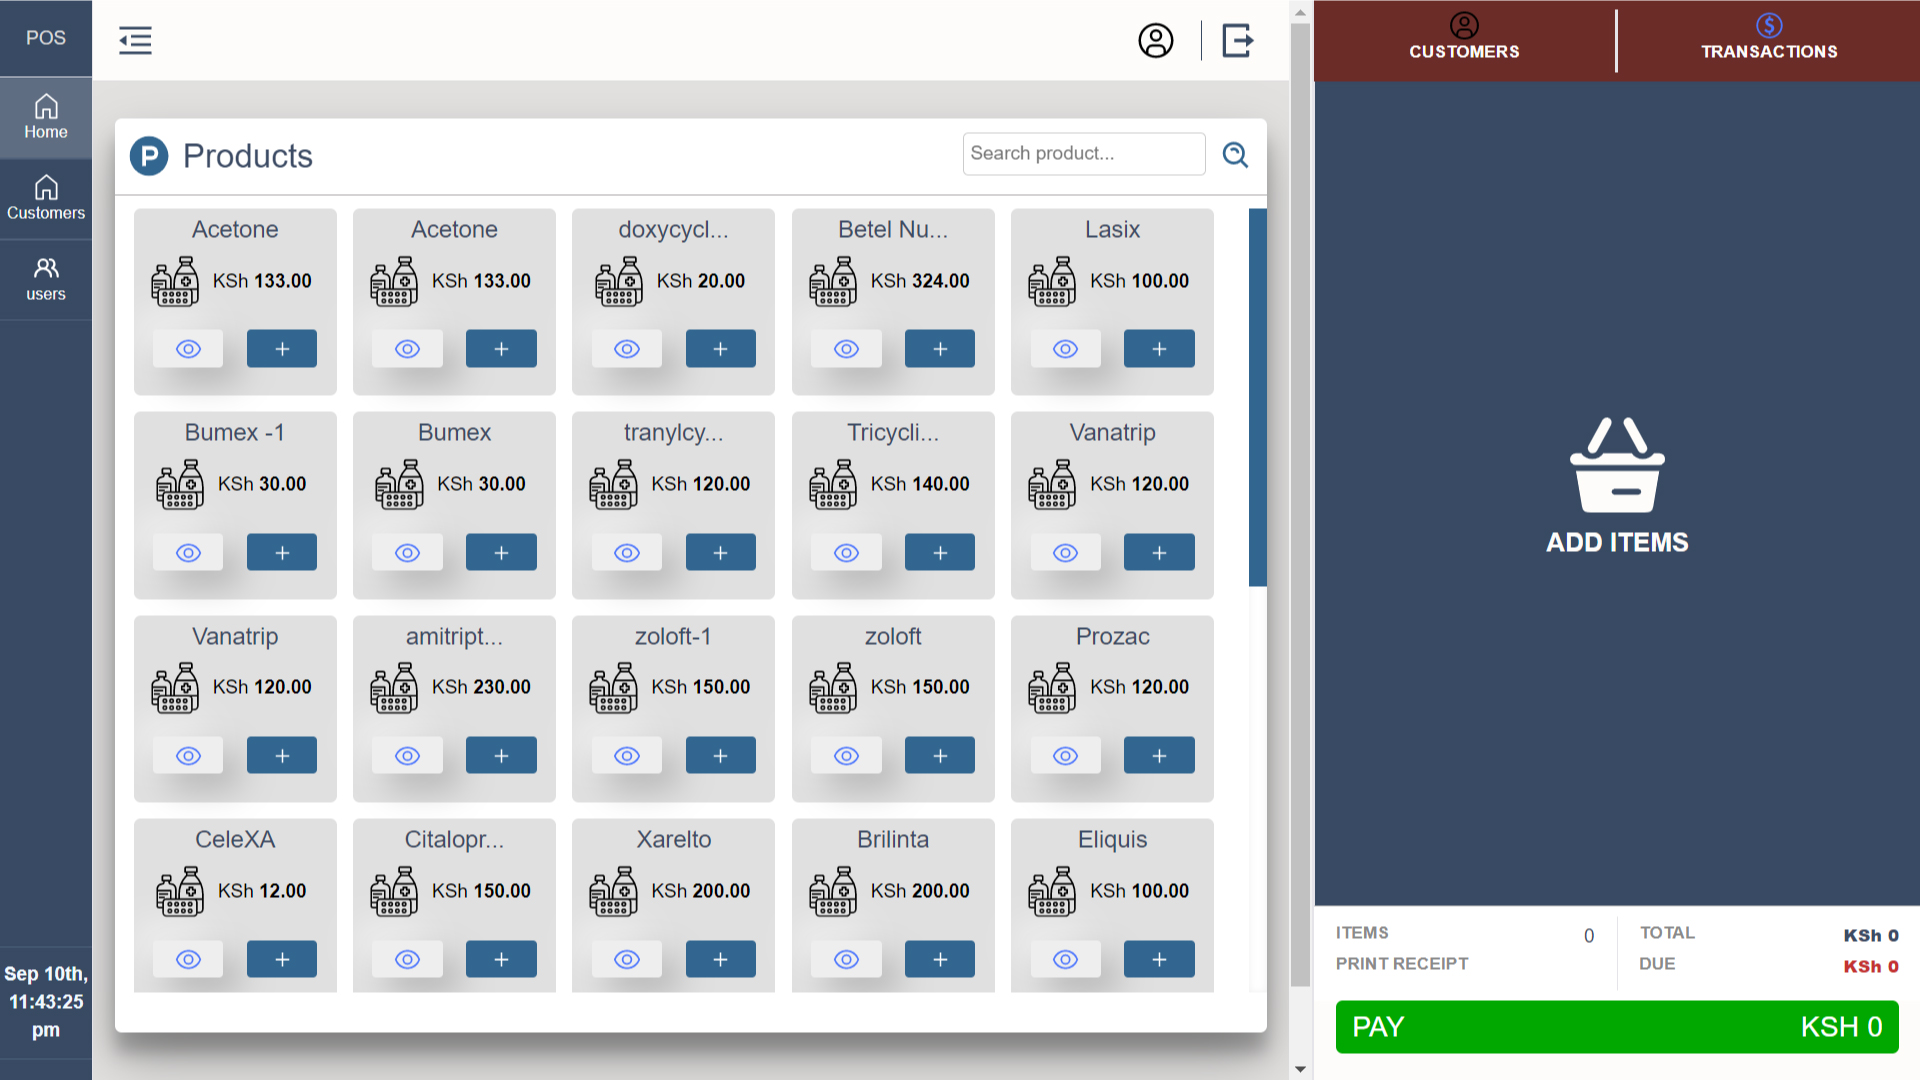 POS
Home
Customers
users
Sep 10th,
11:43:25
pm
P Products
Search product...
Acetone
KSh 133.00
+
Acetone
KSh 133.00
+
doxycycl...
KSh 20.00
+
Betel Nu...
KSh 324.00
+
Lasix
KSh 100.00
+
Bumex -1
KSh 30.00
+
Bumex
KSh 30.00
+
tranylcy...
KSh 120.00
+
Tricycli...
KSh 140.00
+
Vanatrip
KSh 120.00
+
Vanatrip
KSh 120.00
+
amitript...
KSh 230.00
+
zoloft-1
KSh 150.00
+
zoloft
KSh 150.00
+
Prozac
KSh 120.00
+
CeleXA
KSh 12.00
+
Citalopr...
KSh 150.00
+
Xarelto
KSh 200.00
+
Brilinta
KSh 200.00
+
Eliquis
KSh 100.00
+
CUSTOMERS
$
TRANSACTIONS
ADD ITEMS
ITEMS 0
TOTAL KSh 0
PRINT RECEIPT
DUE KSh 0
PAY KSH 0